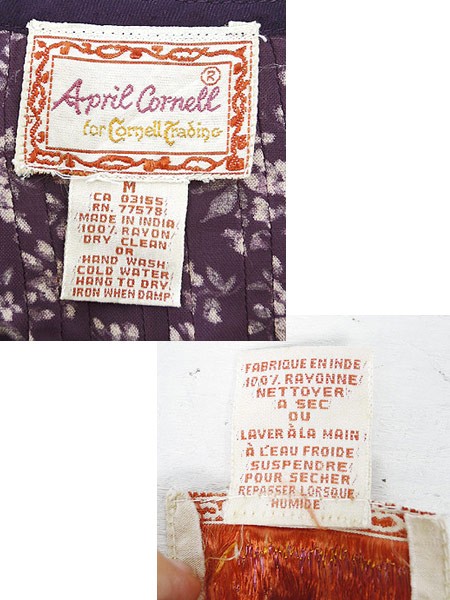 ®
April Cornell
for Cornell Trading
M
CA 03155
RN. 77578
MADE IN INDIA
100% RAYON
DRY CLEAN
OR
HAND WASH
COLD WATER
HANG TO DRY
IRON WHEN DAMP
FABRIQUE EN INDE
100% RAYONNE
NETTOYER
A SEC
OU
LAVER À LA MAIN
À L'EAU FROIDE
SUSPENDRE
POUR SECHER
REPASSER LORSQUE
HUMIDE